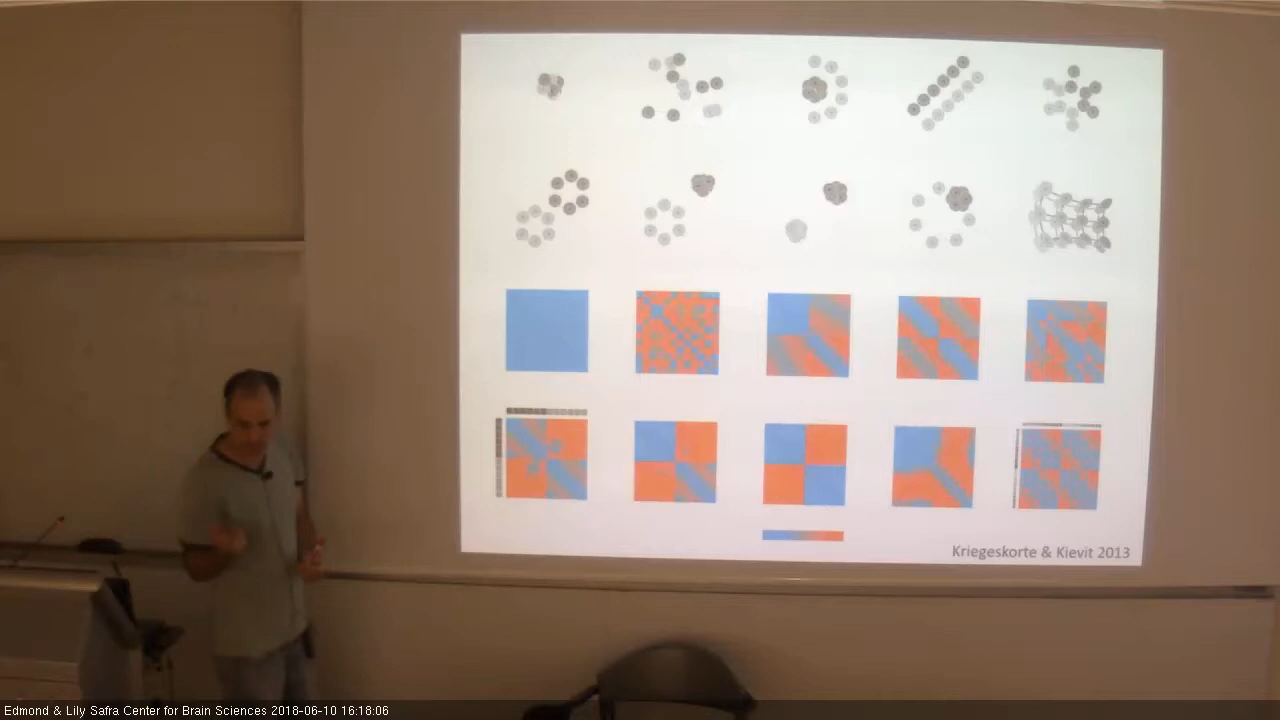 Kriegeskorte & Kievit 2013
Edmond & Lily Safra Center for Brain Sciences 2018-06-10 16:18:06